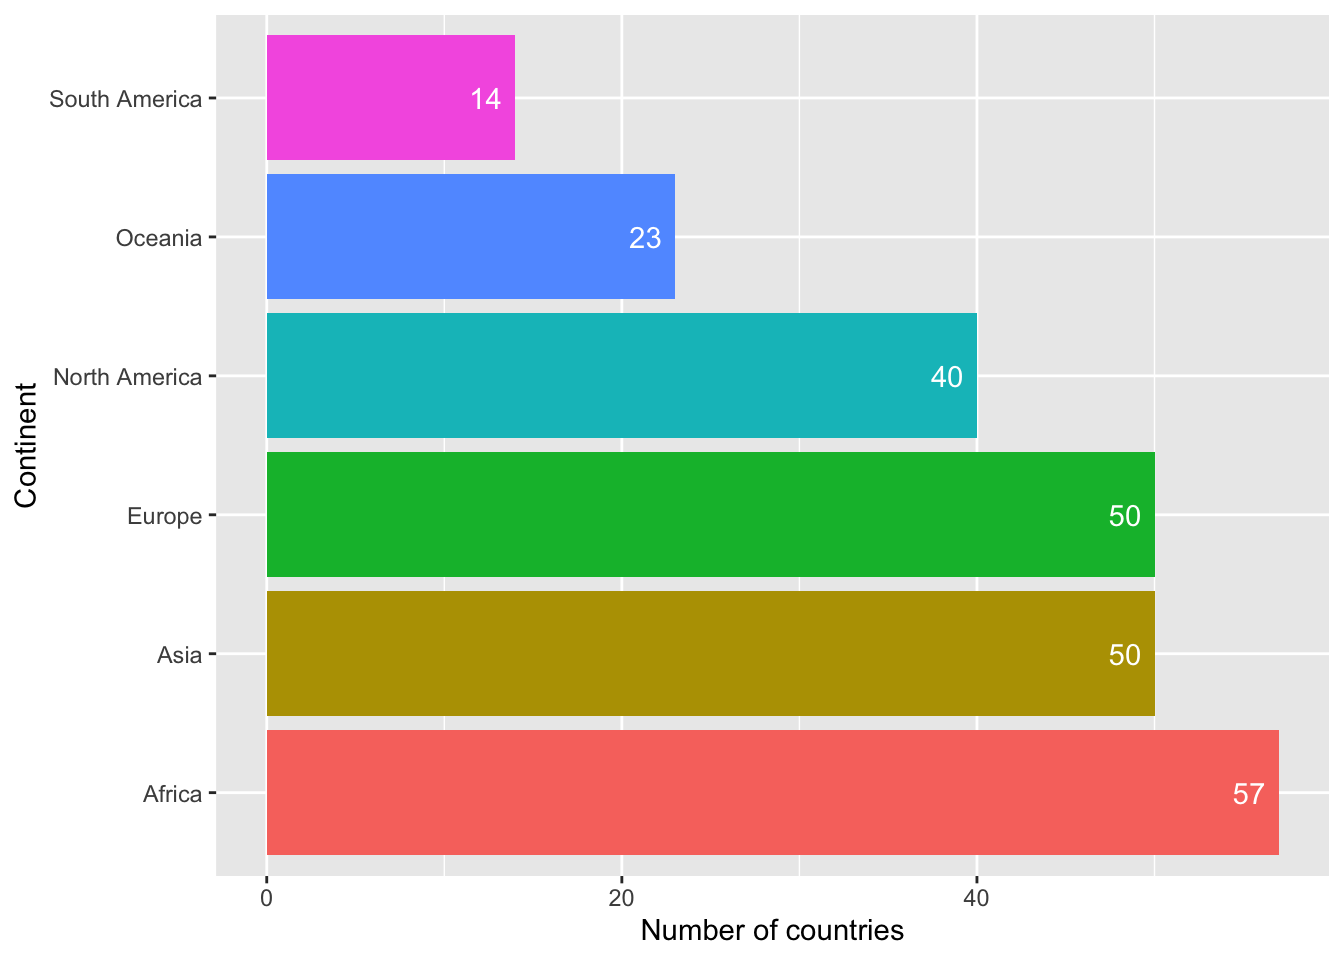 South America
14
Oceania
23
North America
40
Continent
Europe
50
Asia
50
Africa
57
0 20 40
Number of countries